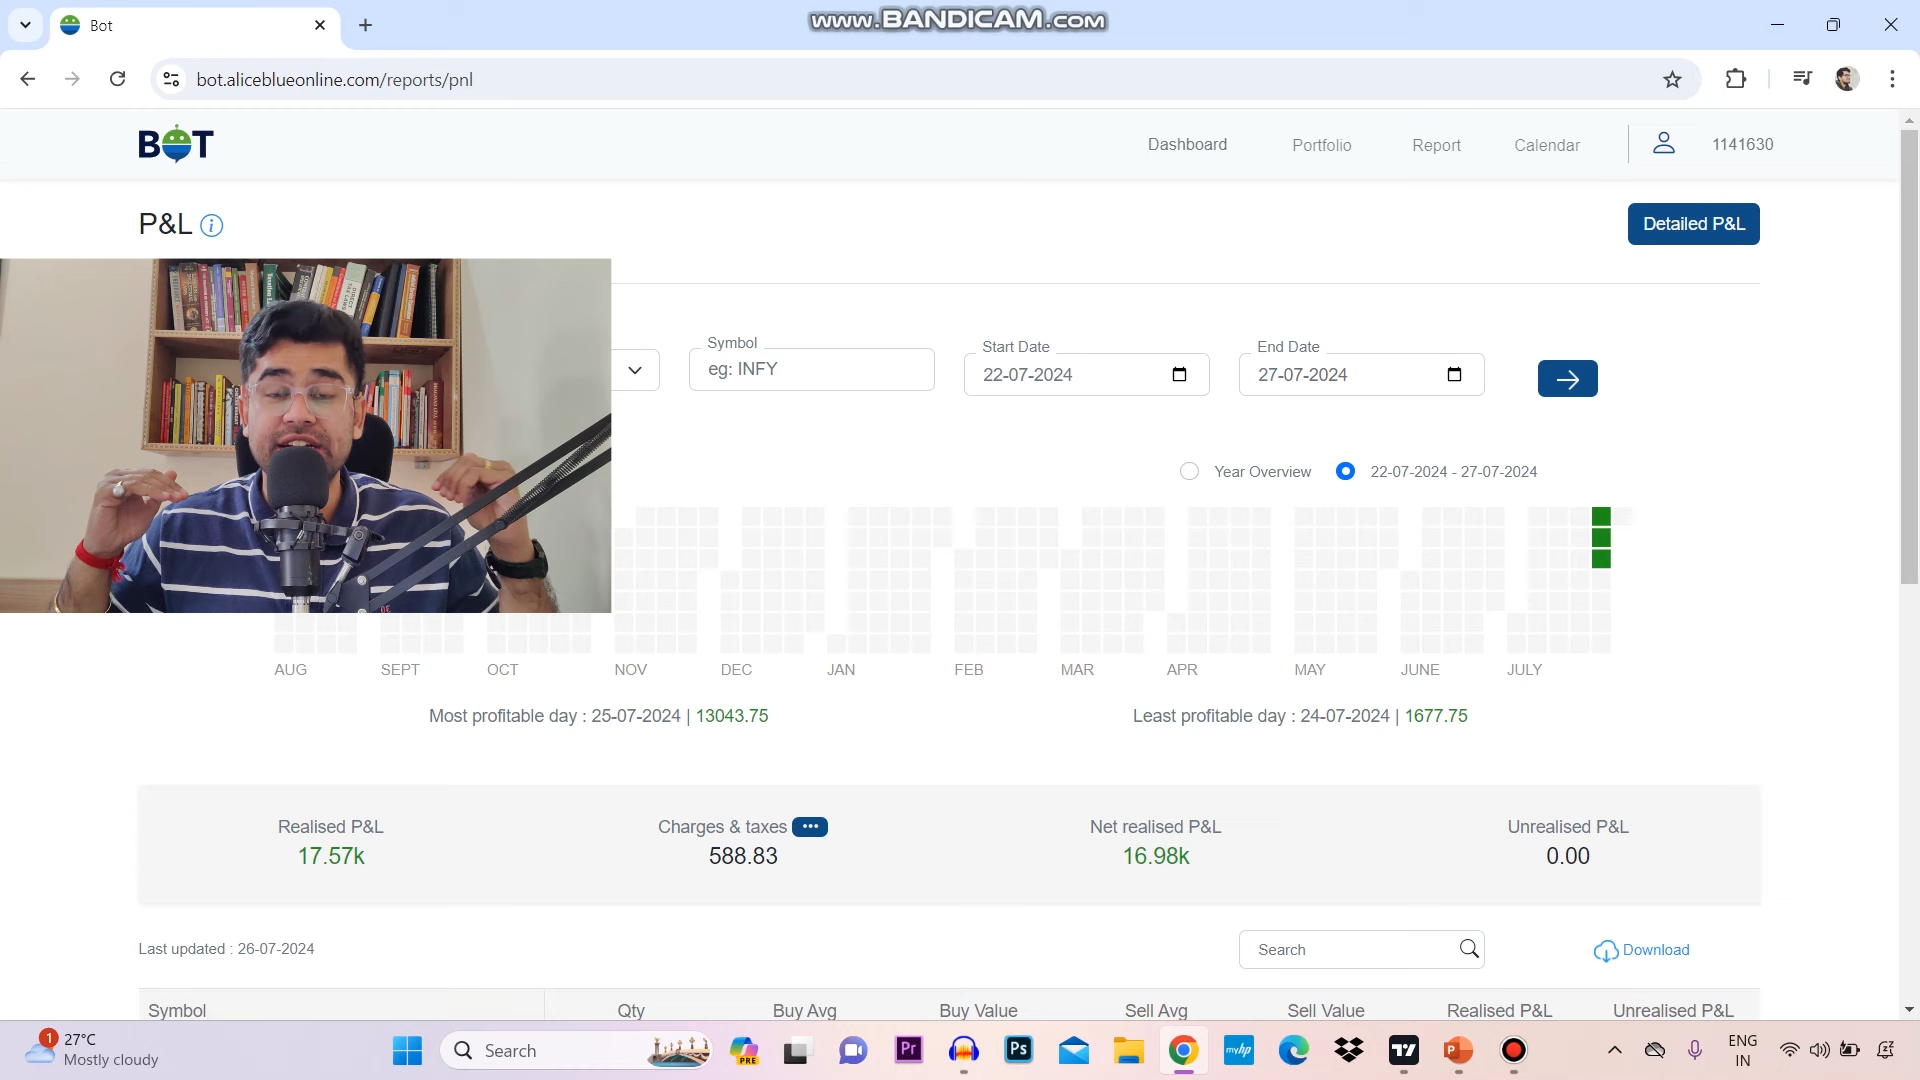 Bot
www.BANDICAM.com
bot.aliceblueonline.com/reports/pnl
BOT
Dashboard
Portfolio
Report
Calendar
1141630
P&L
Detailed P&L
Symbol
eg: INFY
Start Date
22-07-2024
End Date
27-07-2024
Year Overview
22-07-2024 - 27-07-2024
AUG
SEPT
OCT
NOV
DEC
JAN
FEB
MAR
APR
MAY
JUNE
JULY
Most profitable day : 25-07-2024 | 13043.75
Least profitable day : 24-07-2024 | 1677.75
Realised P&L
17.57k
Charges & taxes
588.83
Net realised P&L
16.98k
Unrealised P&L
0.00
Last updated : 26-07-2024
Search
Download
Symbol
Qty
Buy Avg
Buy Value
Sell Avg
Sell Value
Realised P&L
Unrealised P&L
1
27°C
Mostly cloudy
Search
PRE
Pr
Ps
myhp
P
ENG
IN